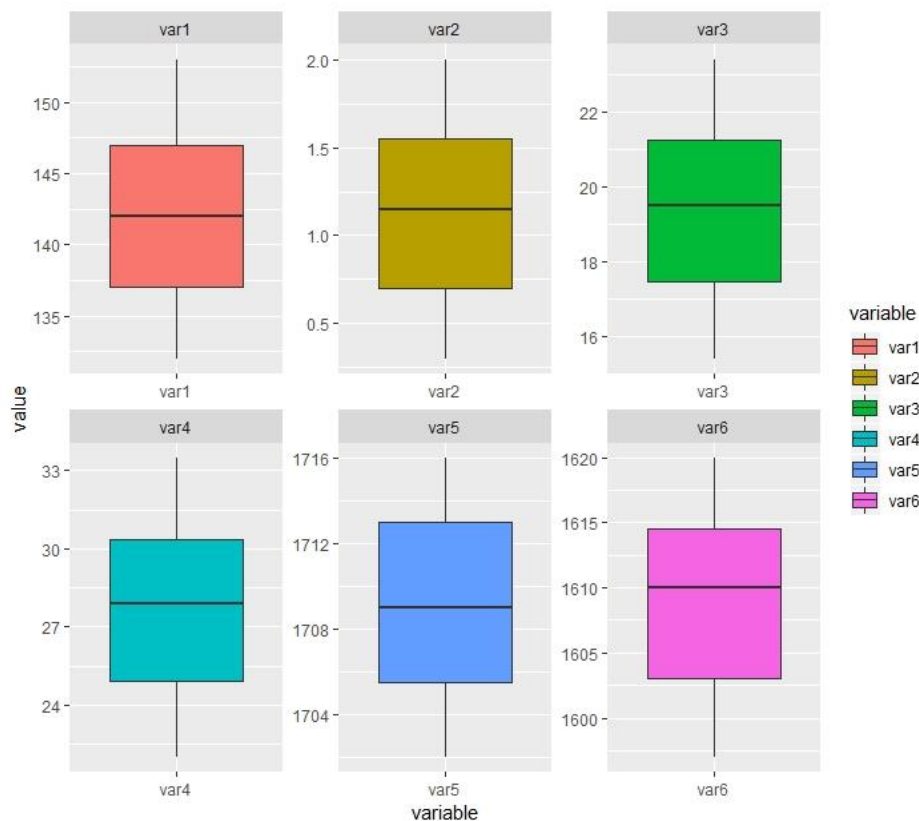 var1
var2
var3
150
145
140
135
2.0
1.5
1.0
0.5
22
20
18
16
var1
var2
var3
value
var4
var5
var6
33
30
27
24
1716
1712
1708
1704
1620
1615
1610
1605
1600
var4
var5
var6
variable
variable
var1
var2
var3
var4
var5
var6